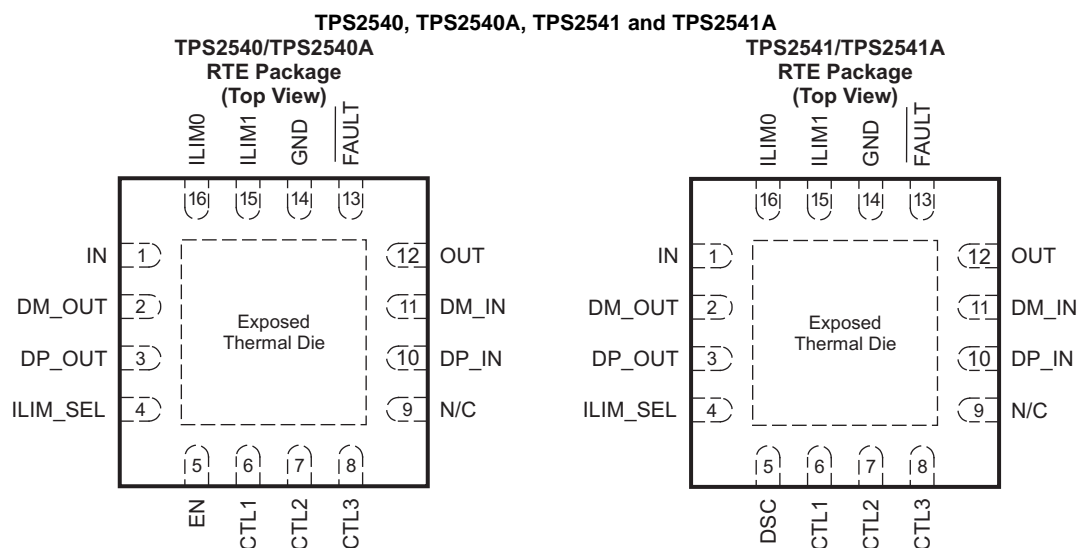 TPS2540, TPS2540A, TPS2541 and TPS2541A
TPS2540/TPS2540A
RTE Package
(Top View)
ILIM0
ILIM1
GND
FAULT
16
15
14
13
IN 1
12 OUT
DM_OUT 2
11 DM_IN
DP_OUT 3
10 DP_IN
ILIM_SEL 4
9 N/C
Exposed
Thermal Die
5
6
7
8
EN
CTL1
CTL2
CTL3
TPS2541/TPS2541A
RTE Package
(Top View)
ILIM0
ILIM1
GND
FAULT
16
15
14
13
IN 1
12 OUT
DM_OUT 2
11 DM_IN
DP_OUT 3
10 DP_IN
ILIM_SEL 4
9 N/C
Exposed
Thermal Die
5
6
7
8
DSC
CTL1
CTL2
CTL3